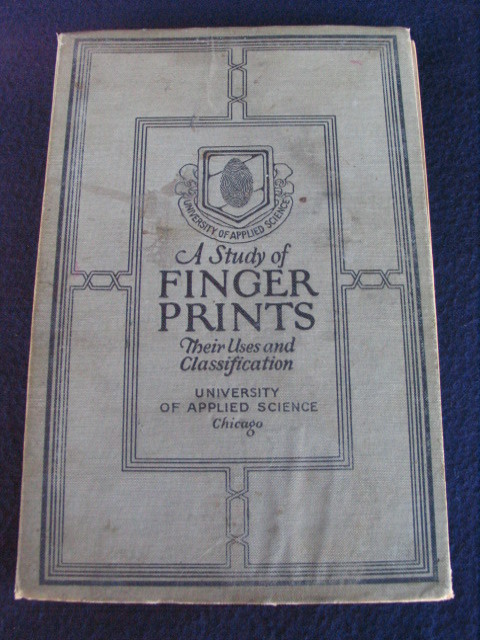 UNIVERSITY OF APPLIED SCIENCE
A Study of
FINGER
PRINTS
Their Uses and
Classification
UNIVERSITY
OF APPLIED SCIENCE
Chicago